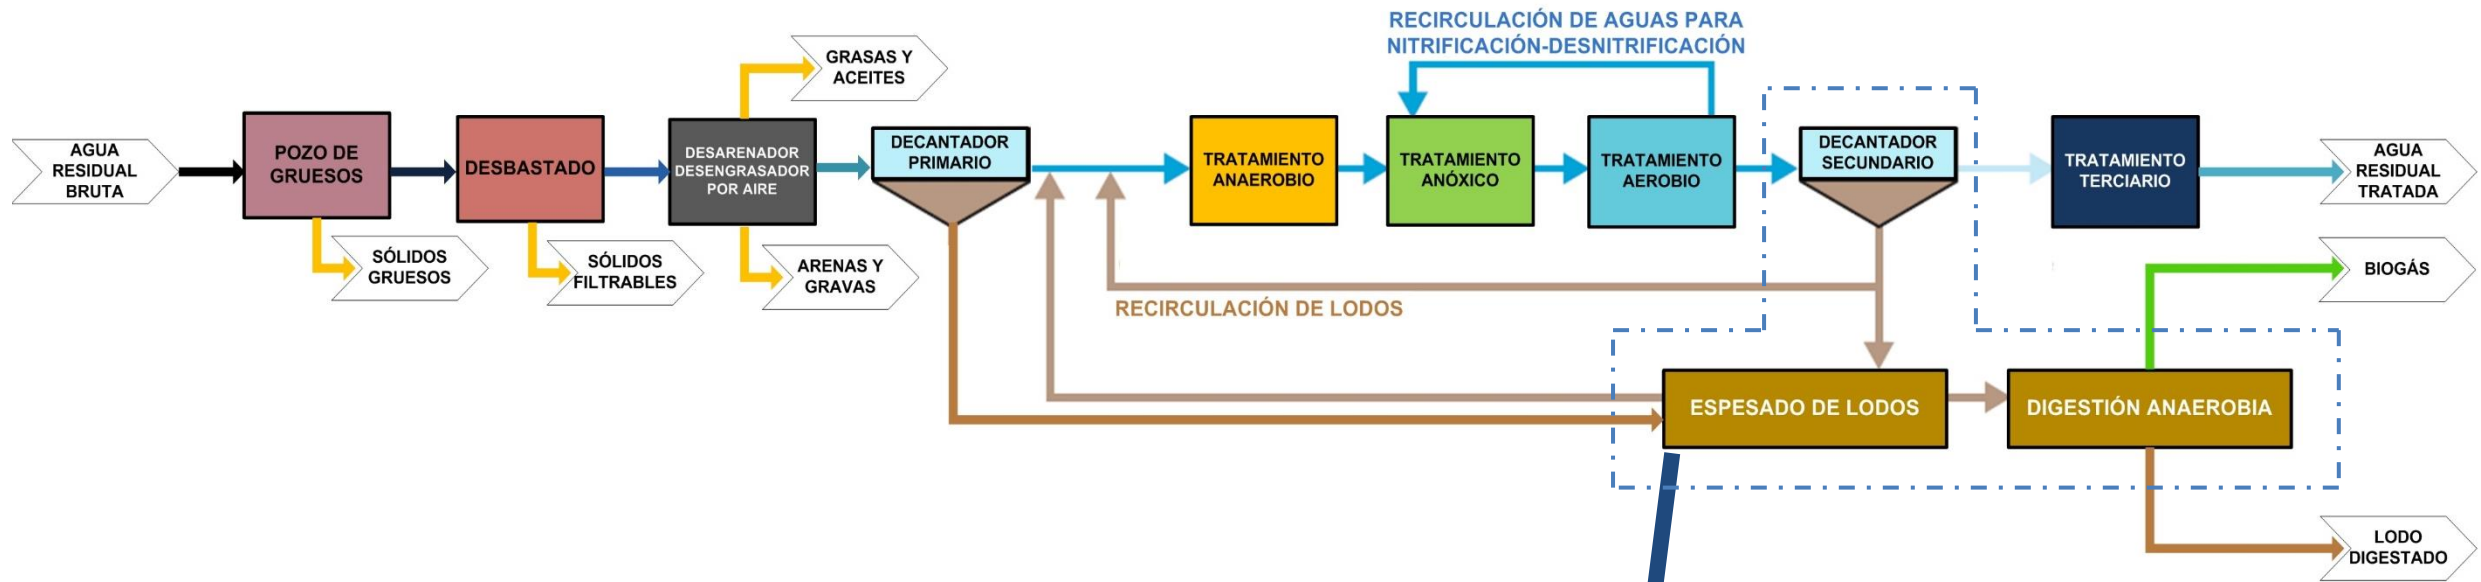 RECIRCULACIÓN DE AGUAS PARA
NITRIFICACIÓN-DESNITRIFICACIÓN
GRASAS Y
ACEITES
AGUA
RESIDUAL
BRUTA
POZO DE
GRUESOS
DESBASTADO
DESARENADOR
DESENGRASADOR
POR AIRE
DECANTADOR
PRIMARIO
TRATAMIENTO
ANAEROBIO
TRATAMIENTO
ANÓXICO
TRATAMIENTO
AEROBIO
DECANTADOR
SECUNDARIO
TRATAMIENTO
TERCIARIO
AGUA
RESIDUAL
TRATADA
SÓLIDOS
GRUESOS
SÓLIDOS
FILTRABLES
ARENAS Y
GRAVAS
BIOGÁS
RECIRCULACIÓN DE LODOS
ESPESADO DE LODOS
DIGESTIÓN ANAEROBIA
LODO
DIGESTADO